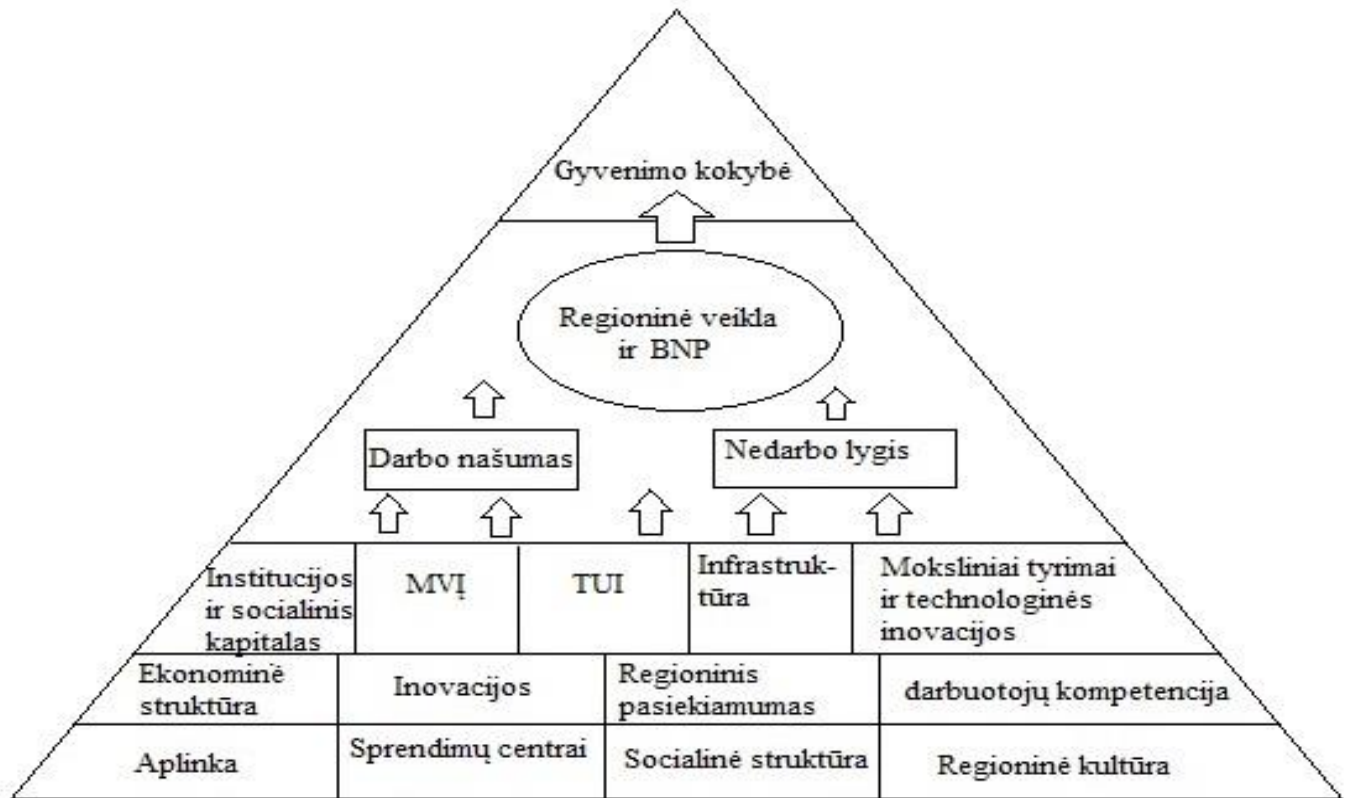 Gyvenimo kokybė
Regioninė veikla
ir BNP
Darbo našumas
Nedarbo lygis
Institucijos
ir socialinis
kapitalas
MVĮ
TUI
Infrastruk-
tūra
Moksliniai tyrimai
ir technologinės
inovacijos
Ekonominė
struktūra
Inovacijos
Regioninis
pasiekiamumas
darbuotojų kompetencija
Aplinka
Sprendimų centrai
Socialinė struktūra
Regioninė kultūra